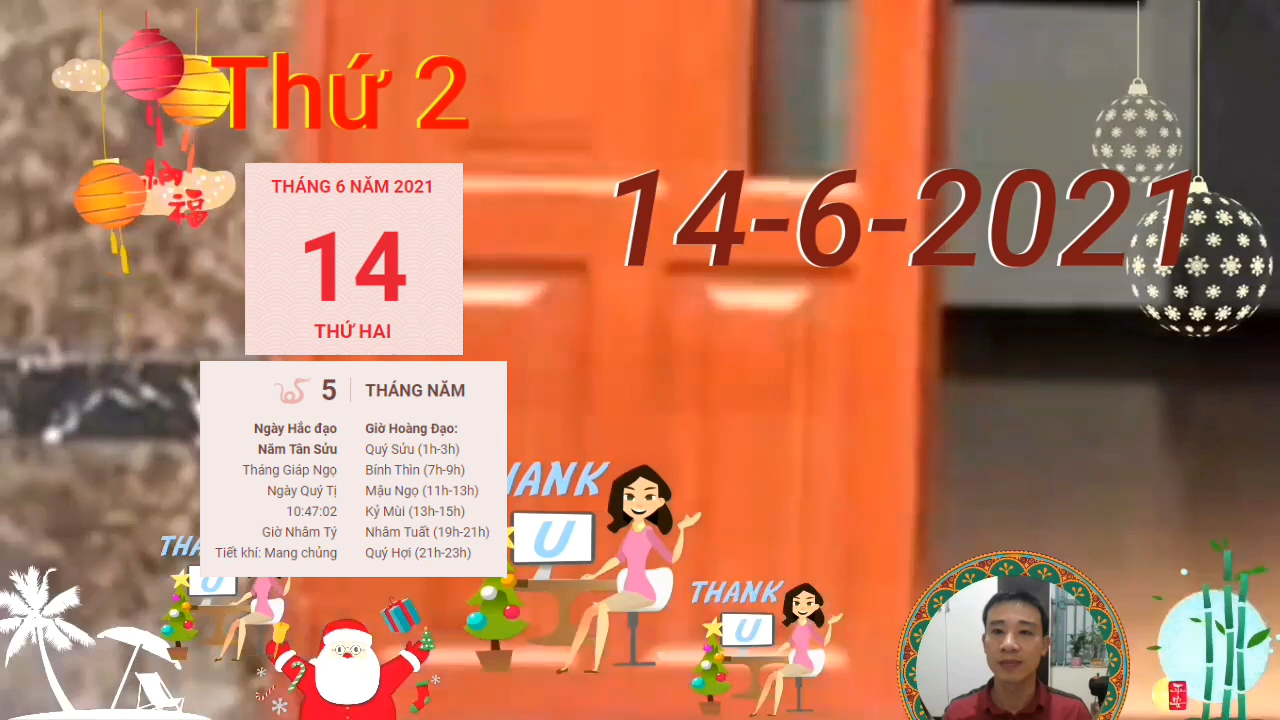 Thứ 2
THÁNG 6 NĂM 2021
14
THỨ HAI
14-6-2021
5 THÁNG NĂM
Ngày Hắc đạo
Năm Tân Sửu
Tháng Giáp Ngọ
Ngày Quý Tị
10:47:02
Giờ Nhâm Tý
Tiết khí: Mang chủng
Giờ Hoàng Đạo:
Quý Sửu (1h-3h)
Bính Thìn (7h-9h)
Mậu Ngọ (11h-13h)
Kỷ Mùi (13h-15h)
Nhâm Tuất (19h-21h)
Quý Hợi (21h-23h)
HANK
U
THA
U
THANK
U
福